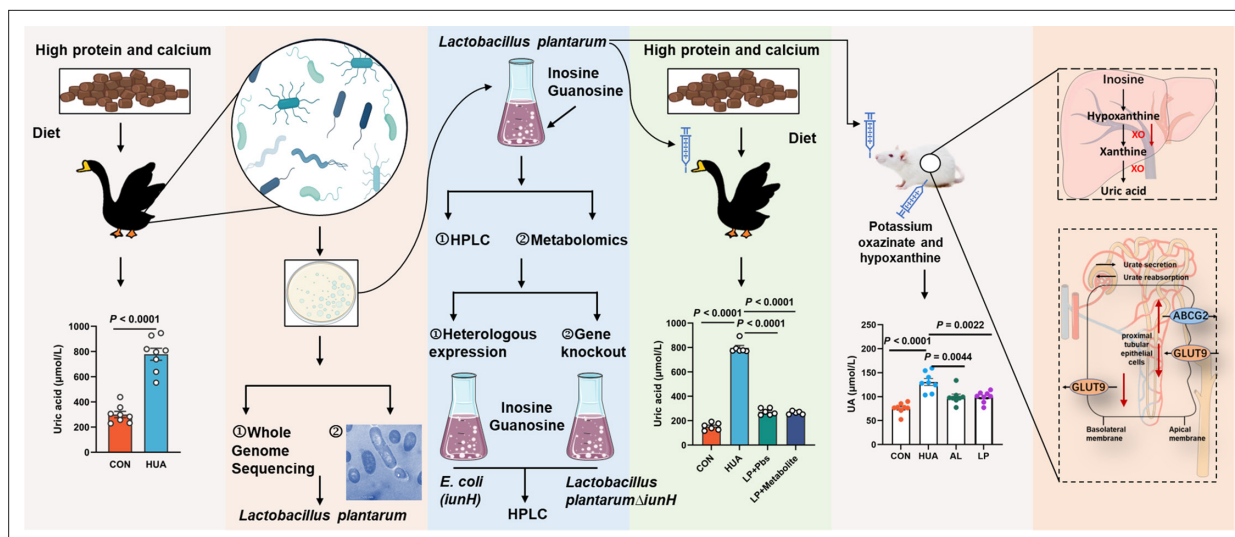 High protein and calcium
Diet
P < 0.0001
Uric acid (μmol/L)
1000
800
600
400
200
0
CON
HUA
①Whole
Genome
Sequencing
②
Lactobacillus plantarum
Lactobacillus plantarum
Inosine
Guanosine
①HPLC
②Metabolomics
①Heterologous
expression
②Gene
knockout
Inosine
Guanosine
E. coli
(iunH)
Lactobacillus
plantarumΔiunH
HPLC
High protein and calcium
Diet
P < 0.0001
P < 0.0001
P < 0.0001
Uric acid (μmol/L)
1000
800
600
400
200
0
CON
HUA
LP+Pbs
LP+Metabolite
Potassium
oxazinate and
hypoxanthine
P = 0.0022
P < 0.0001
P = 0.0044
UA (μmol/L)
200
150
100
50
0
CON
HUA
AL
LP
Inosine
Hypoxanthine
XO
Xanthine
XO
Uric acid
Urate secretion
Urate reabsorption
ABCG2
proximal
tubular
epithelial
cells
GLUT9
GLUT9
Basolateral
membrane
Apical
membrane